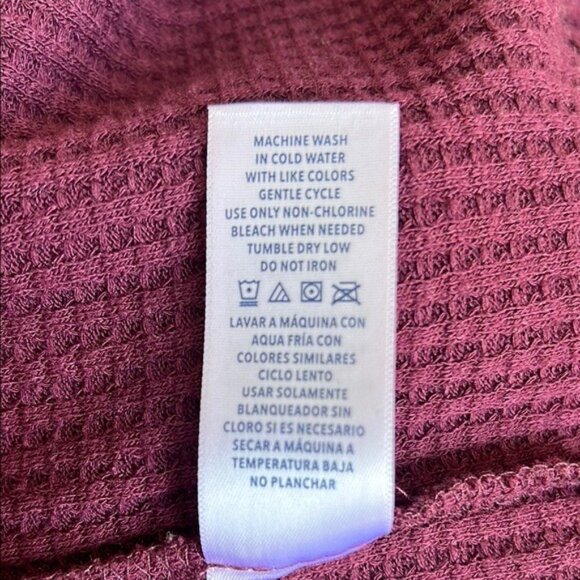 MACHINE WASH
IN COLD WATER
WITH LIKE COLORS
GENTLE CYCLE
USE ONLY NON-CHLORINE
BLEACH WHEN NEEDED
TUMBLE DRY LOW
DO NOT IRON
LAVAR A MÁQUINA CON
AQUA FRÍA CON
COLORES SIMILARES
CICLO LENTO
USAR SOLAMENTE
BLANQUEADOR SIN
CLORO SI ES NECESARIO
SECAR A MÁQUINA A
TEMPERATURA BAJA
NO PLANCHAR